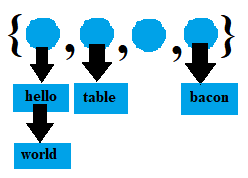 { , , , }
hello table bacon
world